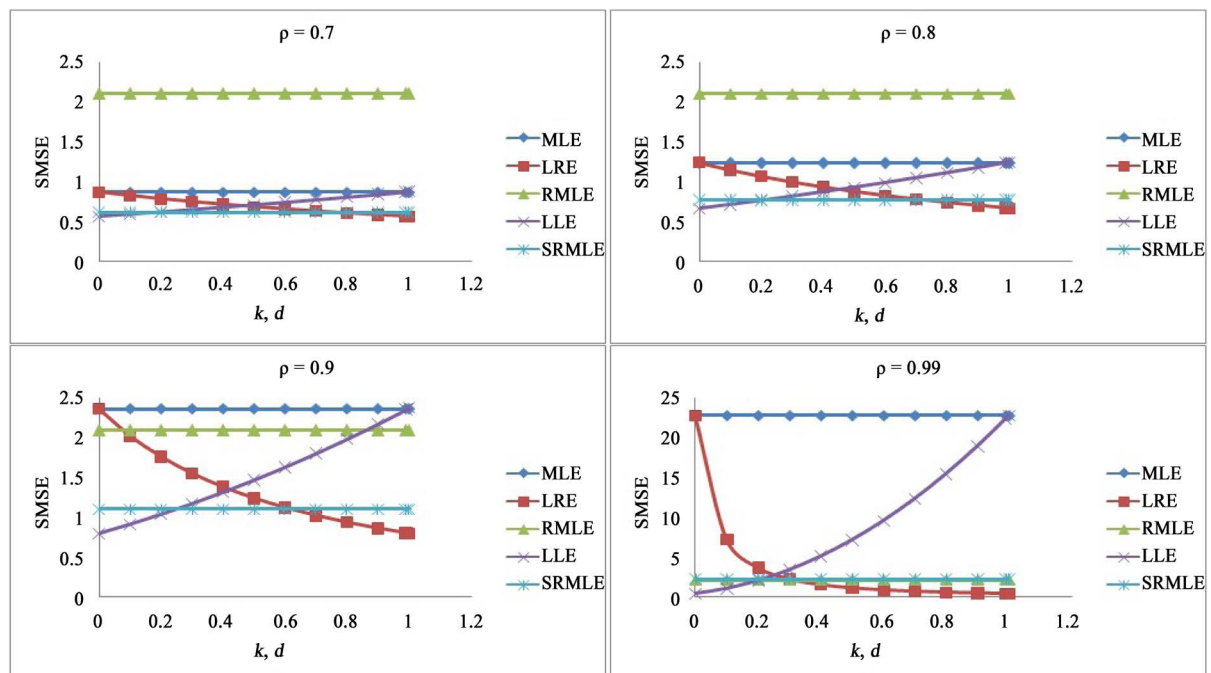 ρ = 0.7
2.5
2
1.5
1
0.5
0
SMSE
0 0.2 0.4 0.6 0.8 1 1.2
k, d
MLE
LRE
RMLE
LLE
SRMLE
ρ = 0.8
2.5
2
1.5
1
0.5
0
SMSE
0 0.2 0.4 0.6 0.8 1 1.2
k, d
MLE
LRE
RMLE
LLE
SRMLE
ρ = 0.9
2.5
2
1.5
1
0.5
0
SMSE
0 0.2 0.4 0.6 0.8 1 1.2
k, d
MLE
LRE
RMLE
LLE
SRMLE
ρ = 0.99
25
20
15
10
5
0
SMSE
0 0.2 0.4 0.6 0.8 1 1.2
k, d
MLE
LRE
RMLE
LLE
SRMLE